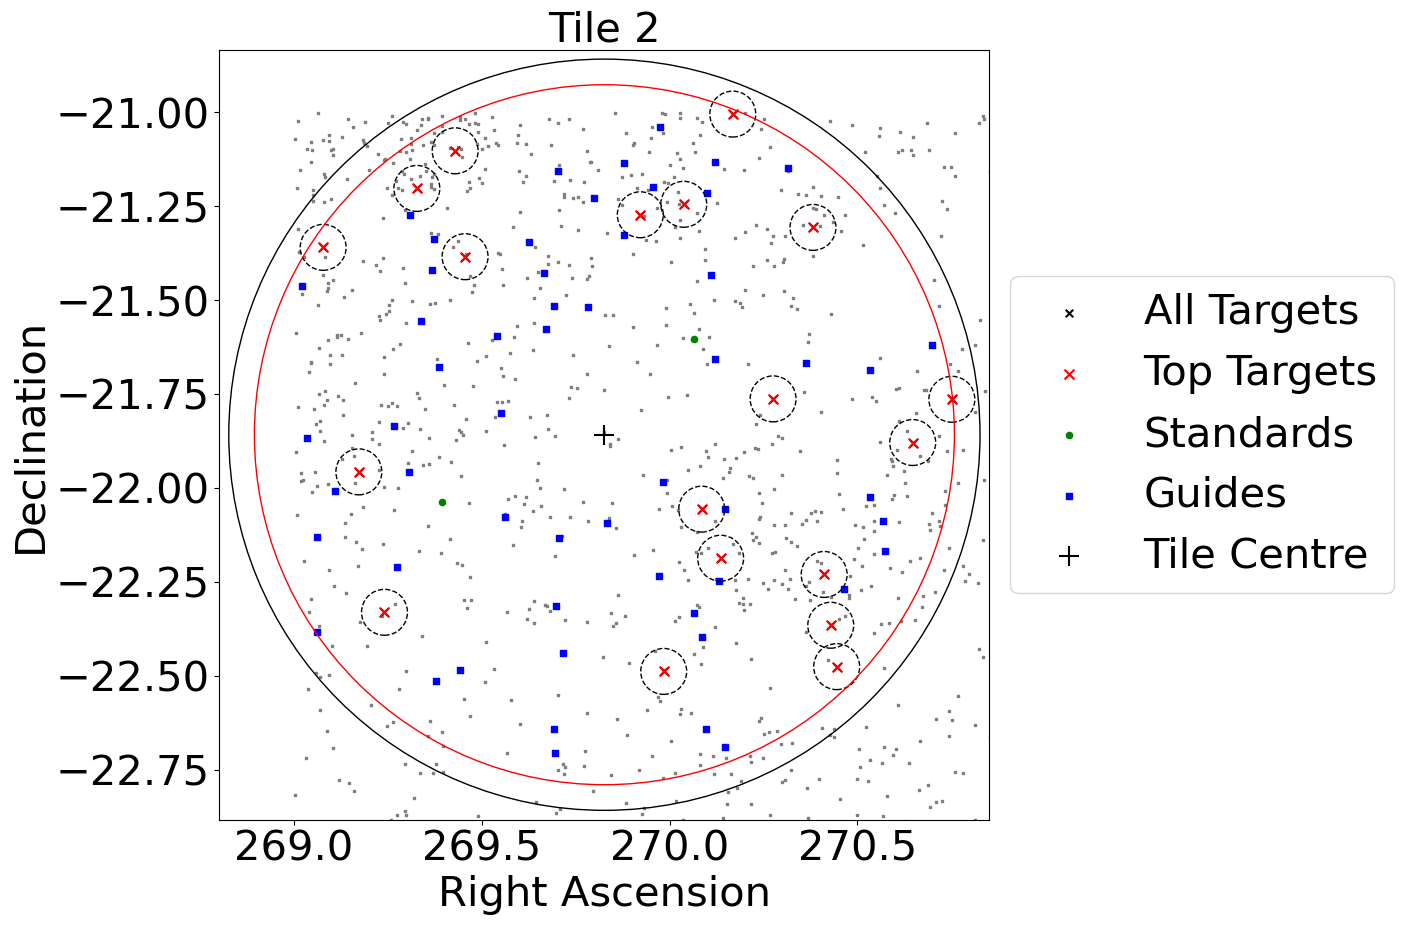 Tile 2
Declination
−21.00
−21.25
−21.50
−21.75
−22.00
−22.25
−22.50
−22.75
269.0 269.5 270.0 270.5
Right Ascension
All Targets
Top Targets
Standards
Guides
Tile Centre